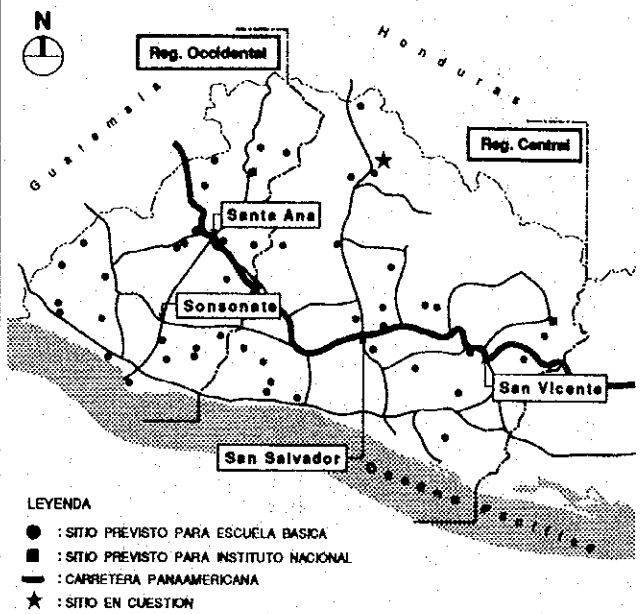 N
Reg. Occidental
Honduras
Guatemala
Reg. Central
Santa Ana
Sonsonate
San Vicente
San Salvador
Oceano Pacifico
LEYENDA
: SITIO PREVISTO PARA ESCUELA BASICA
: SITIO PREVISTO PARA INSTITUTO NACIONAL
: CARRETERA PANAAMERICANA
: SITIO EN CUESTION